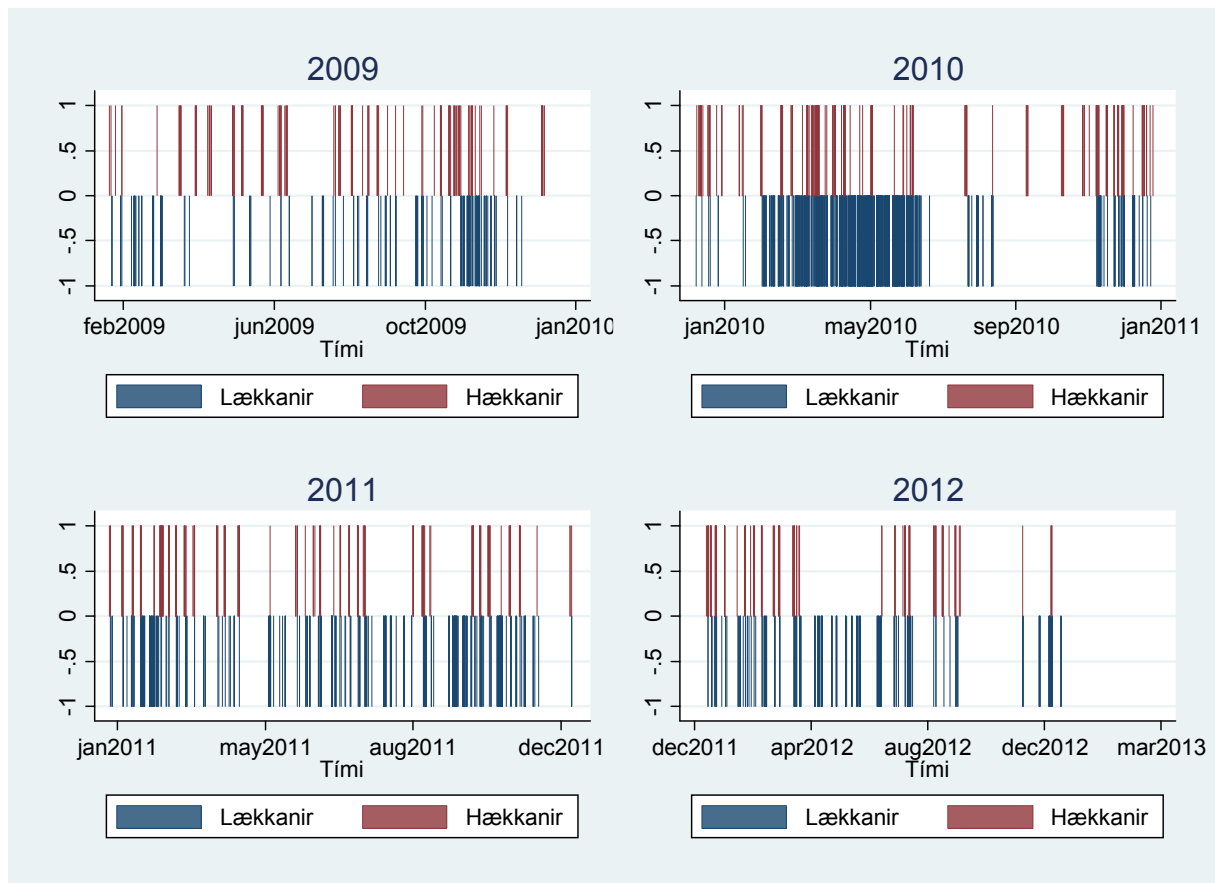 2009
1
.5
0
-.5
-1
feb2009 jun2009 oct2009 jan2010
Tími
Lækkanir Hækkanir
2010
1
.5
0
-.5
-1
jan2010 may2010 sep2010 jan2011
Tími
Lækkanir Hækkanir
2011
1
.5
0
-.5
-1
jan2011 may2011 aug2011 dec2011
Tími
Lækkanir Hækkanir
2012
1
.5
0
-.5
-1
dec2011 apr2012 aug2012 dec2012 mar2013
Tími
Lækkanir Hækkanir